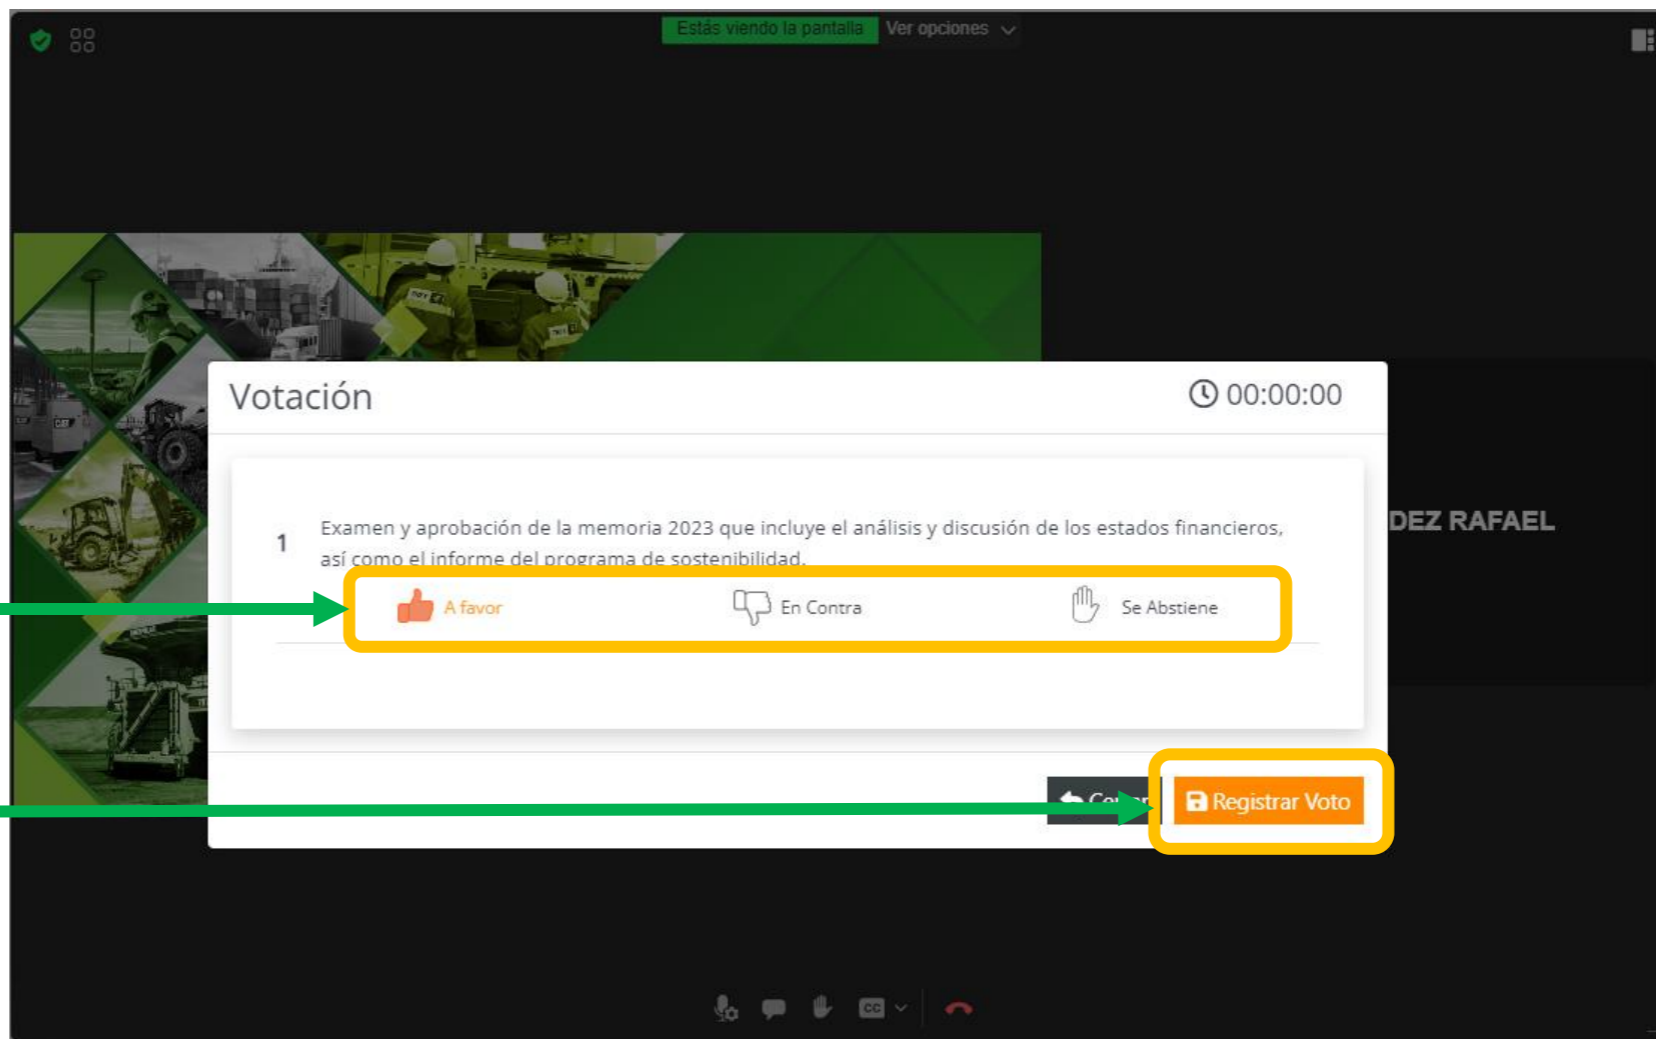 Estás viendo la pantalla Ver opciones
Votación
00:00:00
1
Examen y aprobación de la memoria 2023 que incluye el análisis y discusión de los estados financieros,
así como el informe del programa de sostenibilidad.
A favor
En Contra
Se Abstiene
DEZ RAFAEL
Registrar Voto
CC